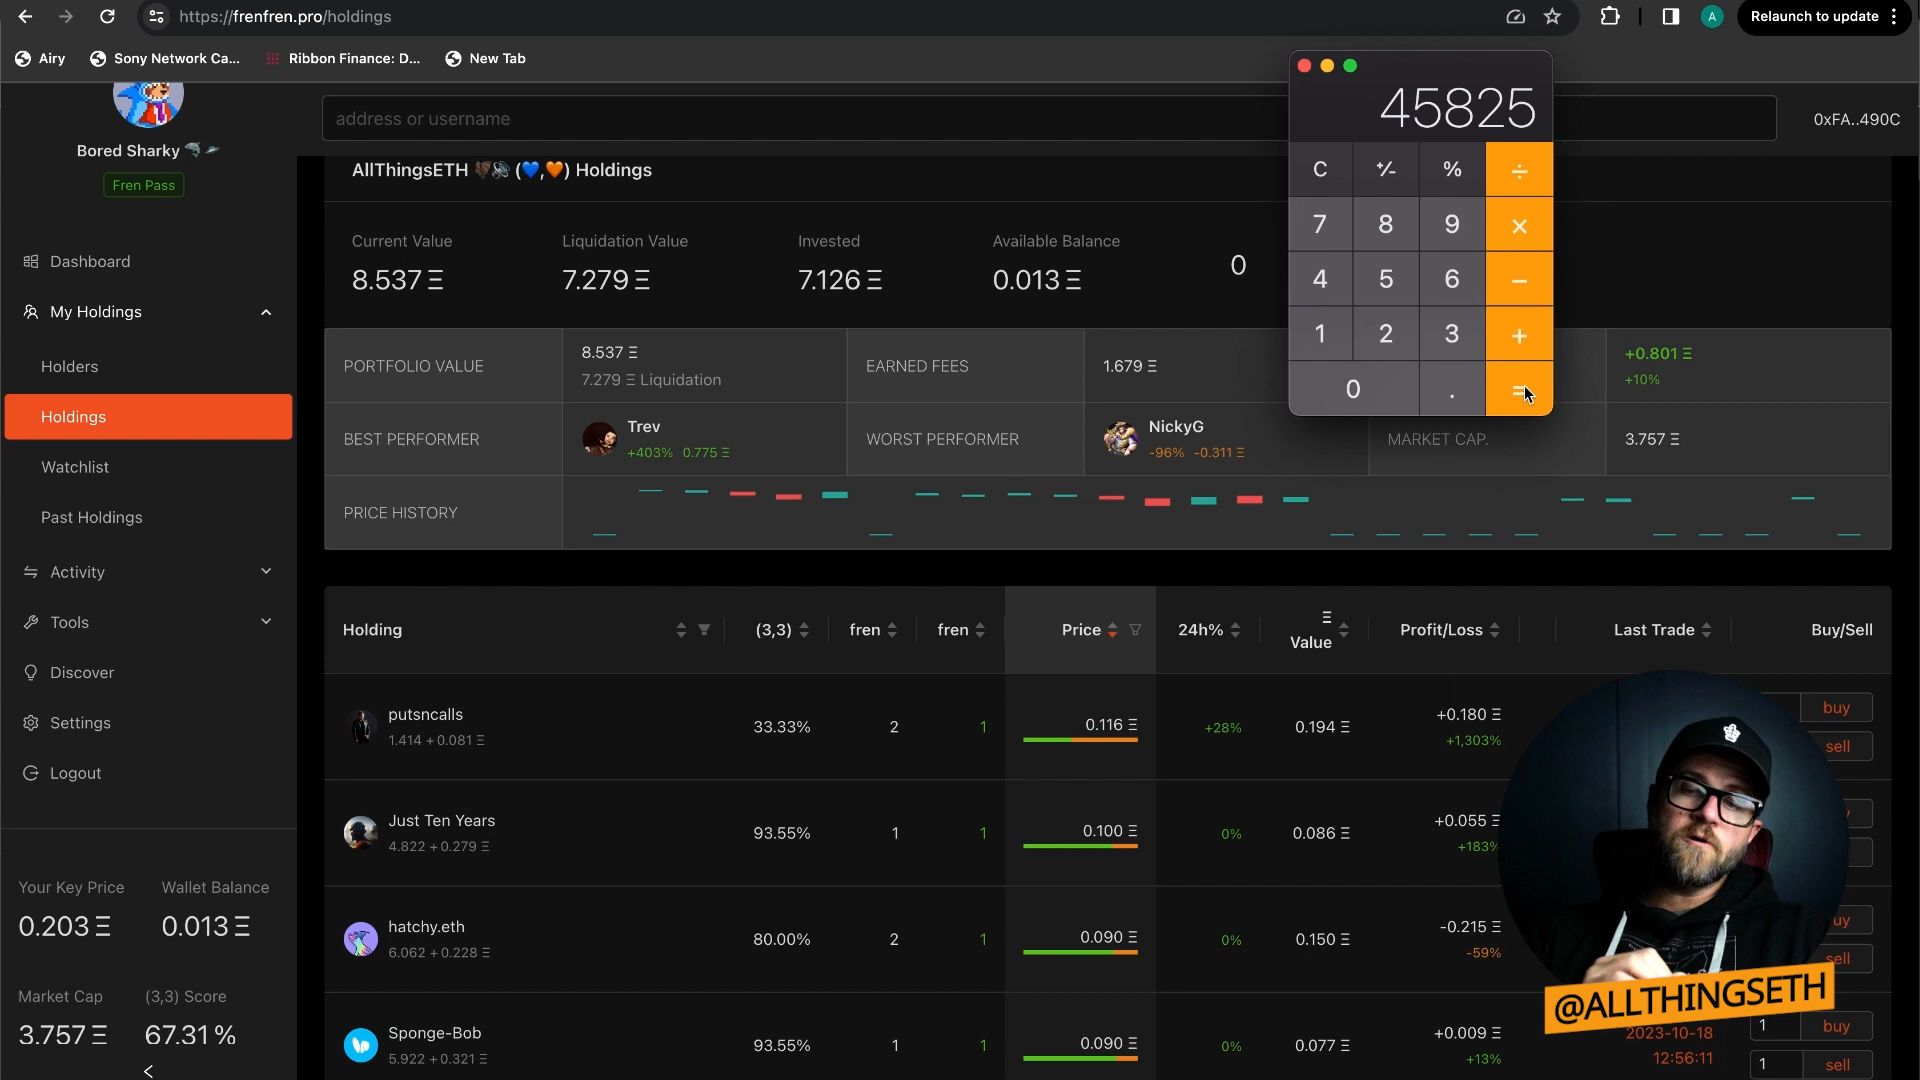 https://frenfren.pro/holdings
A
Relaunch to update
Airy
Sony Network Ca...
Ribbon Finance: D...
New Tab
45825
C
+/-
%
÷
7
8
9
×
4
5
6
−
1
2
3
+
0
.
=
address or username
0xFA..490C
Bored Sharky
Fren Pass
Dashboard
My Holdings
Holders
Holdings
Watchlist
Past Holdings
Activity
Tools
Discover
Settings
Logout
Your Key Price
Wallet Balance
0.203 Ξ
0.013 Ξ
Market Cap
(3,3) Score
3.757 Ξ
67.31 %
AllThingsETH 🔊 (💙,🧡) Holdings
Current Value
Liquidation Value
Invested
Available Balance
8.537 Ξ
7.279 Ξ
7.126 Ξ
0.013 Ξ
0
PORTFOLIO VALUE
8.537 Ξ
7.279 Ξ Liquidation
EARNED FEES
1.679 Ξ
+0.801 Ξ
+10%
BEST PERFORMER
Trev
+403% 0.775 Ξ
WORST PERFORMER
NickyG
-96% -0.311 Ξ
MARKET CAP.
3.757 Ξ
PRICE HISTORY
Holding
(3,3)
fren
fren
Price
24h%
Ξ
Value
Profit/Loss
Last Trade
Buy/Sell
putsncalls
1.414 + 0.081 Ξ
33.33%
2
1
0.116 Ξ
+28%
0.194 Ξ
+0.180 Ξ
+1,303%
buy
sell
Just Ten Years
4.822 + 0.279 Ξ
93.55%
1
1
0.100 Ξ
0%
0.086 Ξ
+0.055 Ξ
+183%
hatchy.eth
6.062 + 0.228 Ξ
80.00%
2
1
0.090 Ξ
0%
0.150 Ξ
-0.215 Ξ
-59%
uy
sell
Sponge-Bob
5.922 + 0.321 Ξ
93.55%
1
1
0.090 Ξ
0%
0.077 Ξ
+0.009 Ξ
+13%
2023-10-18
12:56:11
1
buy
1
sell
@ALLTHINGSETH